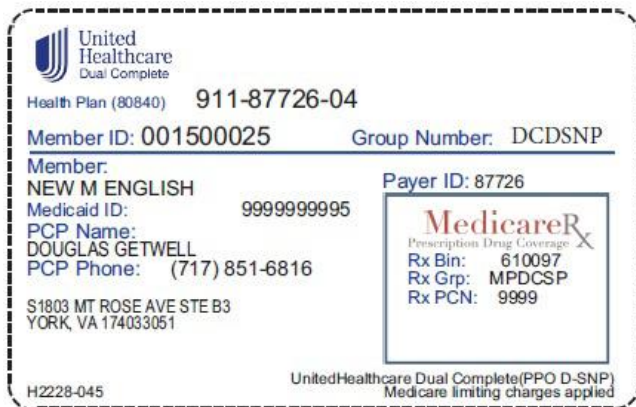 United
Healthcare
Dual Complete
Health Plan (80840) 911-87726-04
Member ID: 001500025 Group Number: DCDSNP
Member:
NEW M ENGLISH
Medicaid ID: 9999999995
PCP Name:
DOUGLAS GETWELL
PCP Phone: (717) 851-6816
S1803 MT ROSE AVE STE B3
YORK, VA 174033051
Payer ID: 87726
MedicareRx
Prescription Drug Coverage
Rx Bin: 610097
Rx Grp: MPDCSP
Rx PCN: 9999
UnitedHealthcare Dual Complete(PPO D-SNP)
H2228-045 Medicare limiting charges applied